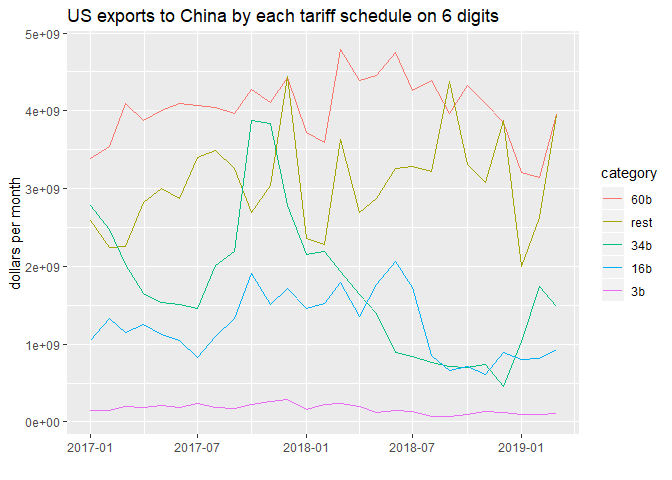 US exports to China by each tariff schedule on 6 digits
5e+09
4e+09
3e+09
2e+09
1e+09
0e+00
dollars per month
2017-01
2017-07
2018-01
2018-07
2019-01
category
60b
rest
34b
16b
3b